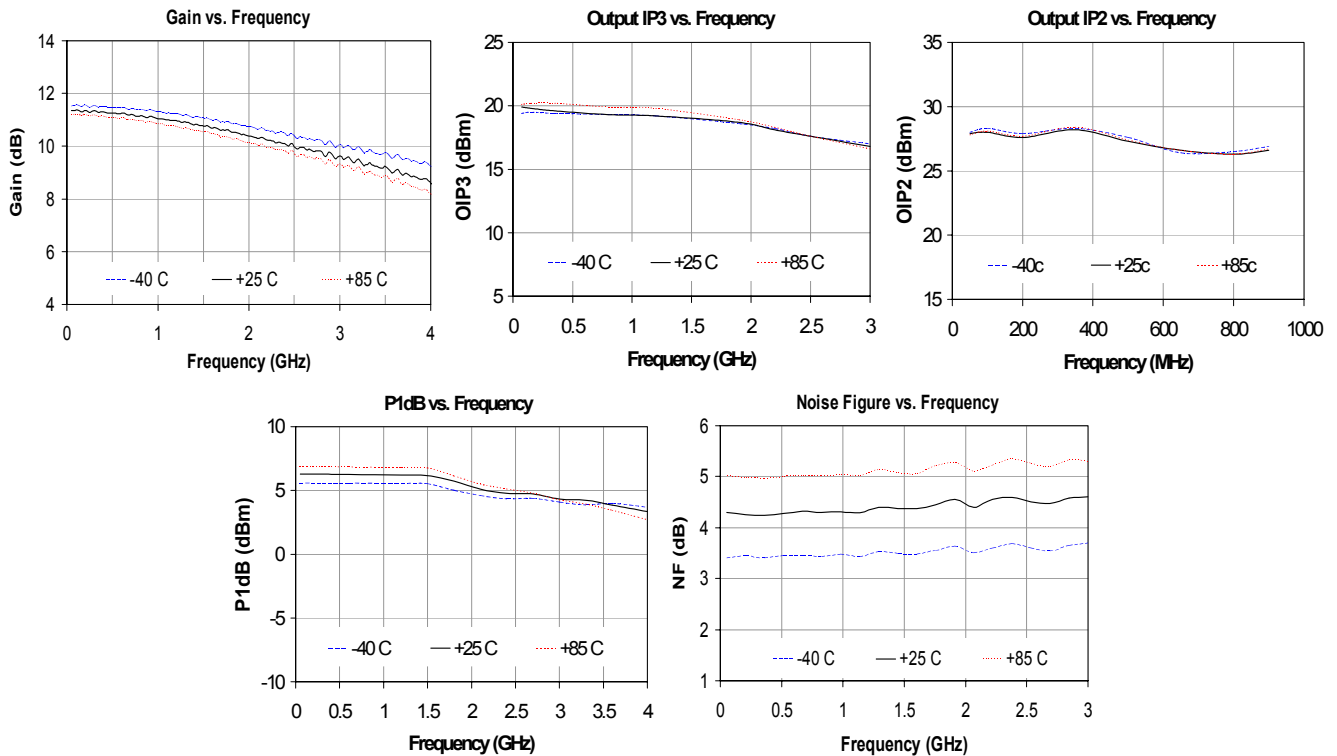 Gain vs. Frequency
14
12
10
8
6
4
Gain (dB)
-40 C +25 C +85 C
0 1 2 3 4
Frequency (GHz)
Output IP3 vs. Frequency
25
20
15
10
5
OIP3 (dBm)
-40 C +25 C +85 C
0 0.5 1 1.5 2 2.5 3
Frequency (GHz)
Output IP2 vs. Frequency
35
30
25
20
15
OIP2 (dBm)
-40c +25c +85c
0 200 400 600 800 1000
Frequency (MHz)
P1dB vs. Frequency
10
5
0
-5
-10
P1dB (dBm)
-40 C +25 C +85 C
0 0.5 1 1.5 2 2.5 3 3.5 4
Frequency (GHz)
Noise Figure vs. Frequency
6
5
4
3
2
1
NF (dB)
-40 C +25 C +85 C
0 0.5 1 1.5 2 2.5 3
Frequency (GHz)